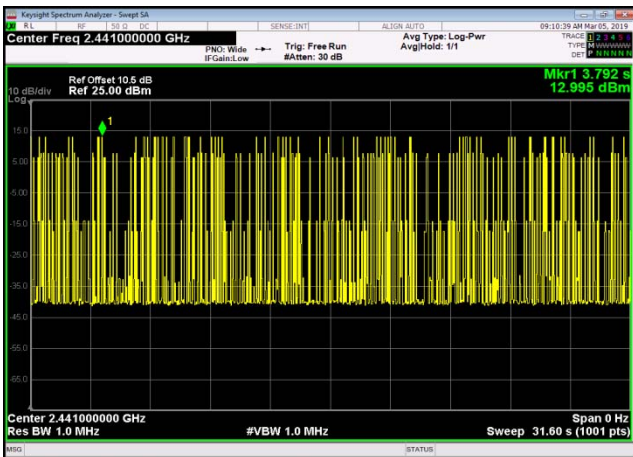 Keysight Spectrum Analyzer - Swept SA
RL RF 50 Ω DC SENSE:INT ALIGN AUTO 09:10:39 AM Mar 05, 2019
Center Freq 2.441000000 GHz
PNO: Wide
IFGain:Low
Trig: Free Run
#Atten: 30 dB
Avg Type: Log-Pwr
Avg|Hold: 1/1
TRACE 1 2 3 4 5 6
TYPE M WWWWW
DET P N N N N N
Ref Offset 10.5 dB
Ref 25.00 dBm
10 dB/div
Log
Mkr1 3.792 s
12.995 dBm
1
15.0
5.00
-5.00
-15.0
-25.0
-35.0
-45.0
-55.0
-65.0
Center 2.441000000 GHz Span 0 Hz
Res BW 1.0 MHz #VBW 1.0 MHz Sweep 31.60 s (1001 pts)
MSG STATUS